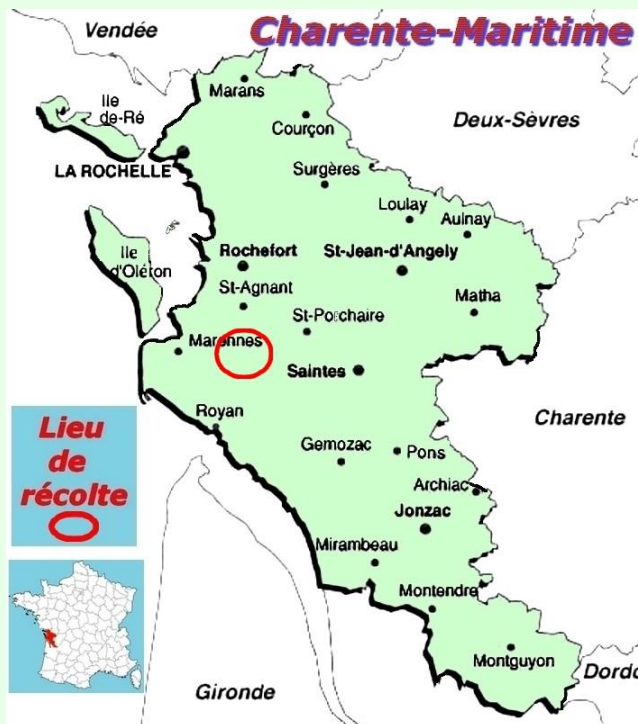 Charente-Maritime
Vendée
Marans
Ile
de-Ré
Courçon
Deux-Sèvres
LA ROCHELLE
Surgères
Loulay
Aulnay
Ile
d'Oléron
Rochefort
St-Jean-d'Angely
St-Agnant
Matha
Marennes
Saintes
Royan
Charente
Lieu
de
récolte
Gemozac
Pons
Archiac
Jonzac
Mirambeau
Montendre
Montguyon
Dordo
Gironde